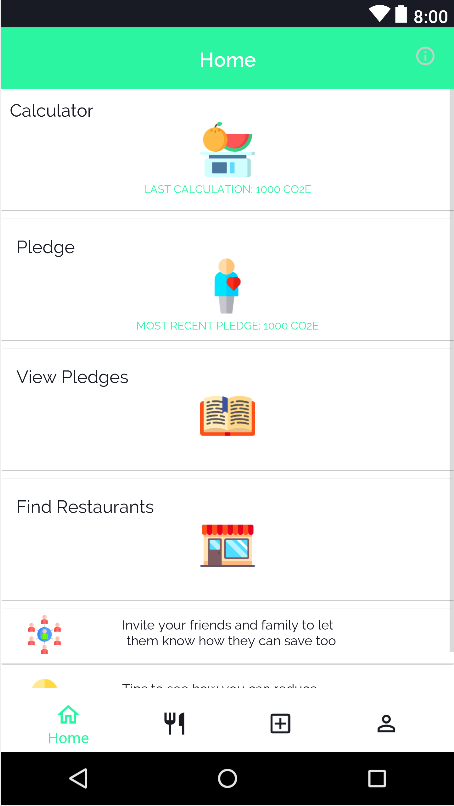 8:00
Home
Calculator
LAST CALCULATION: 1000 CO2E
Pledge
MOST RECENT PLEDGE: 1000 CO2E
View Pledges
Find Restaurants
Invite your friends and family to let
them know how they can save too
Tips to see how you can reduce
Home